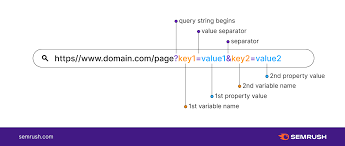 query string begins
value separator
separator
https//www.domain.com/page?key1=value1&key2=value2
2nd property value
2nd variable name
1st property value
1st variable name
semrush.com
SEMRUSH